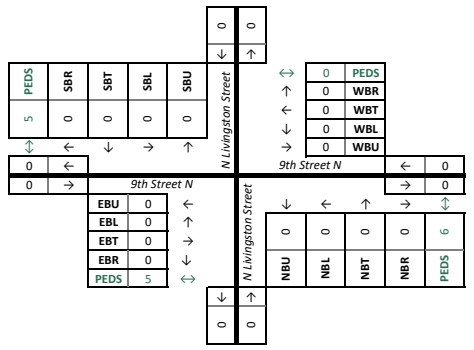 0 0
↓ ↑
PEDS SBR SBT SBL SBU
5 0 0 0 0
↕ ← ↓ → ↑
N Livingston Street
↔ 0 PEDS
↑ 0 WBR
← 0 WBT
↓ 0 WBL
→ 0 WBU
0 ←
0 →
9th Street N
9th Street N
← 0
→ 0
EBU 0 ←
EBL 0 ↑
EBT 0 →
EBR 0 ↓
PEDS 5 ↔
N Livingston Street
↓ ← ↑ → ↕
0 0 0 0 6
NBU NBL NBT NBR PEDS
↓ ↑
0 0